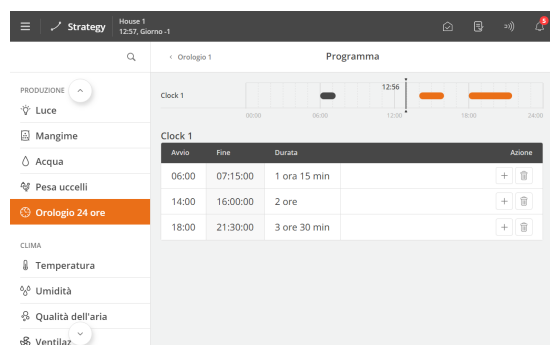 Strategy
House 1
12:57, Giorno -1
5
‹ Orologio 1
Programma
PRODUZIONE
Luce
Mangime
Acqua
Pesa uccelli
Orologio 24 ore
CLIMA
Temperatura
Umidità
Qualità dell'aria
Ventilaz
Clock 1
12:56
00:00 06:00 12:00 18:00 24:00
Clock 1
Avvio Fine Durata Azione
06:00 07:15:00 1 ora 15 min
14:00 16:00:00 2 ore
18:00 21:30:00 3 ore 30 min